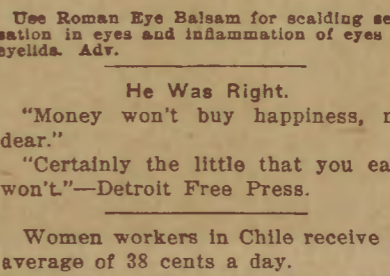 Use Roman Eye Balsam for scalding
sation in eyes and inflammation of eyes
eyelids. Adv.
He Was Right.
"Money won't buy happiness,
dear."
"Certainly the little that you
won't."—Detroit Free Press.
Women workers in Chile receive
average of 38 cents a day.